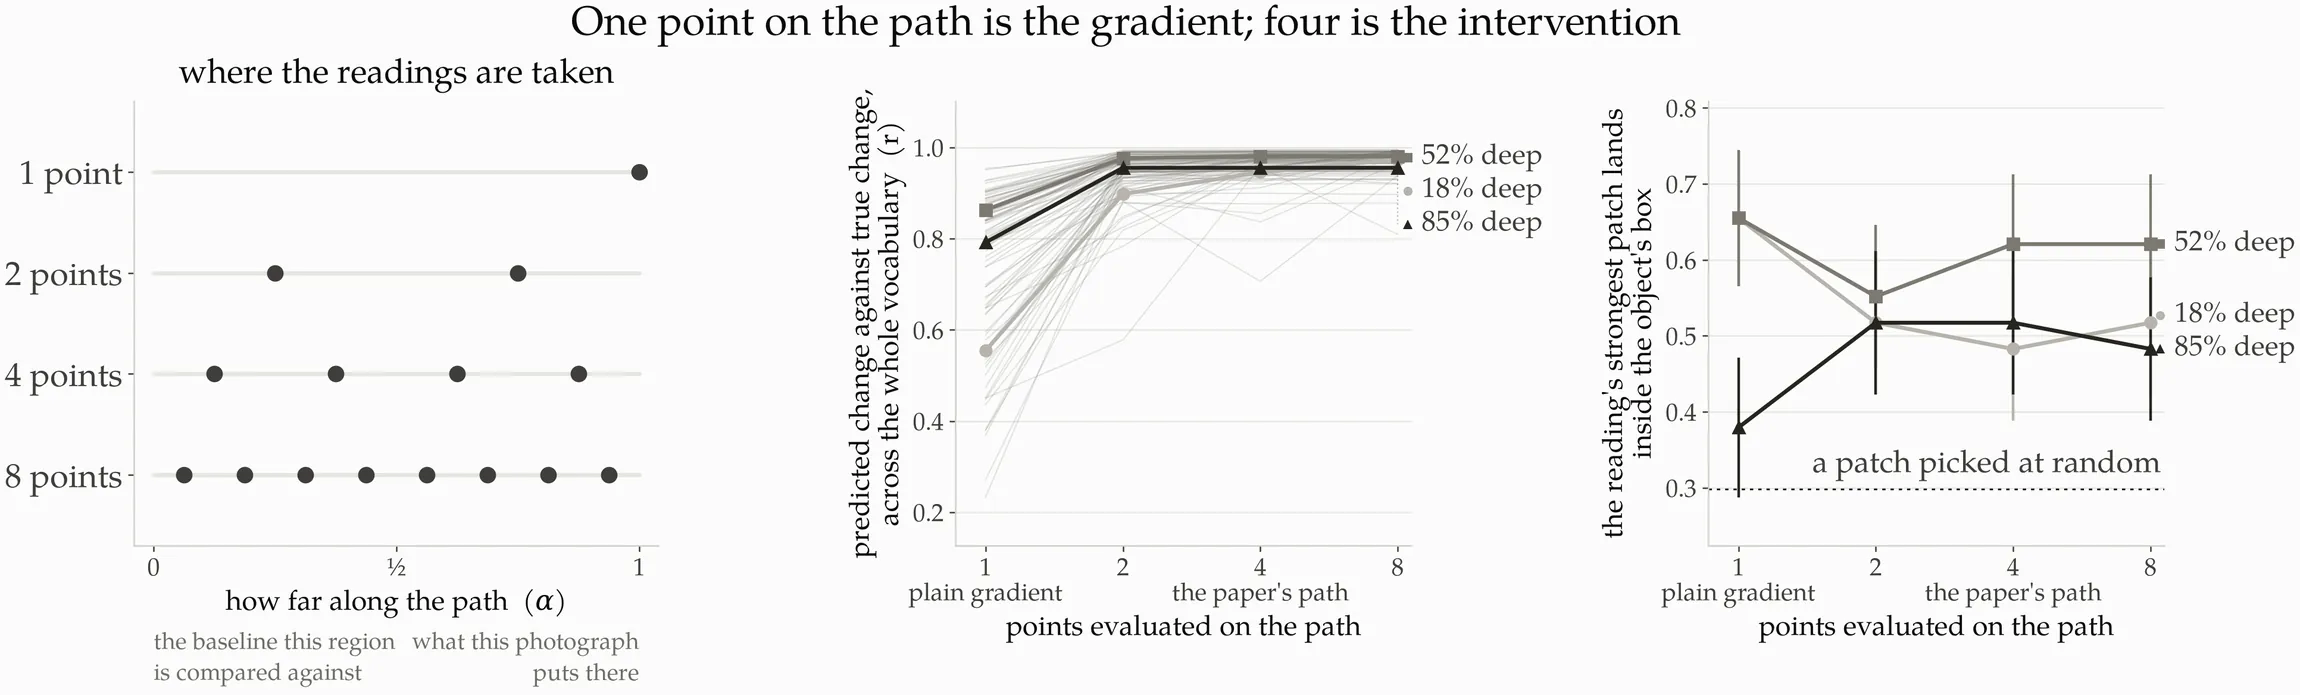 One point on the path is the gradient; four is the intervention
where the readings are taken
1 point
2 points
4 points
8 points
0
½
1
how far along the path (α)
the baseline this region
is compared against
what this photograph
puts there
predicted change against true change,
across the whole vocabulary (r)
1.0
0.8
0.6
0.4
0.2
52% deep
18% deep
85% deep
1
2
4
8
plain gradient
the paper's path
points evaluated on the path
the reading's strongest patch lands
inside the object's box
0.8
0.7
0.6
0.5
0.4
0.3
52% deep
18% deep
85% deep
a patch picked at random
1
2
4
8
plain gradient
the paper's path
points evaluated on the path